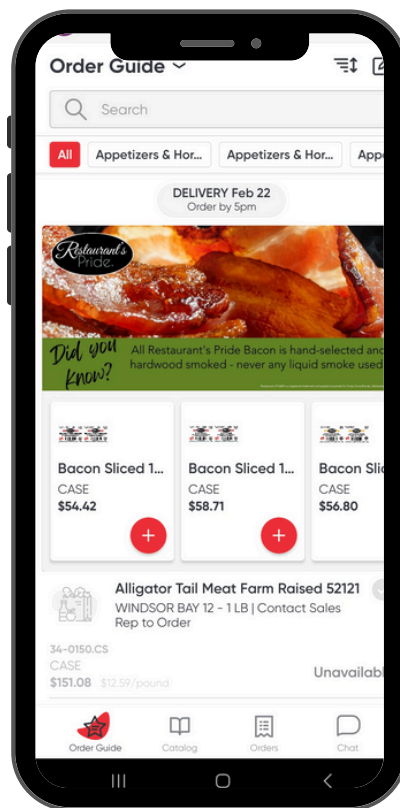 Order Guide
Search
All
Appetizers & Hor...
Appetizers & Hor...
DELIVERY Feb 22
Order by 5pm
Restaurant's
Pride.
Did you
know?
All Restaurant's Pride Bacon is hand-selected and
hardwood smoked - never any liquid smoke used
Bacon Sliced 1...
CASE
$54.42
Bacon Sliced 1...
CASE
$58.71
Bacon Slic
CASE
$56.80
Alligator Tail Meat Farm Raised 52121
WINDSOR BAY 12 - 1 LB | Contact Sales
Rep to Order
34-0150.CS
CASE
$151.08 $12.59/pound
Unavailabl
Order Guide
Catalog
Orders
Chat